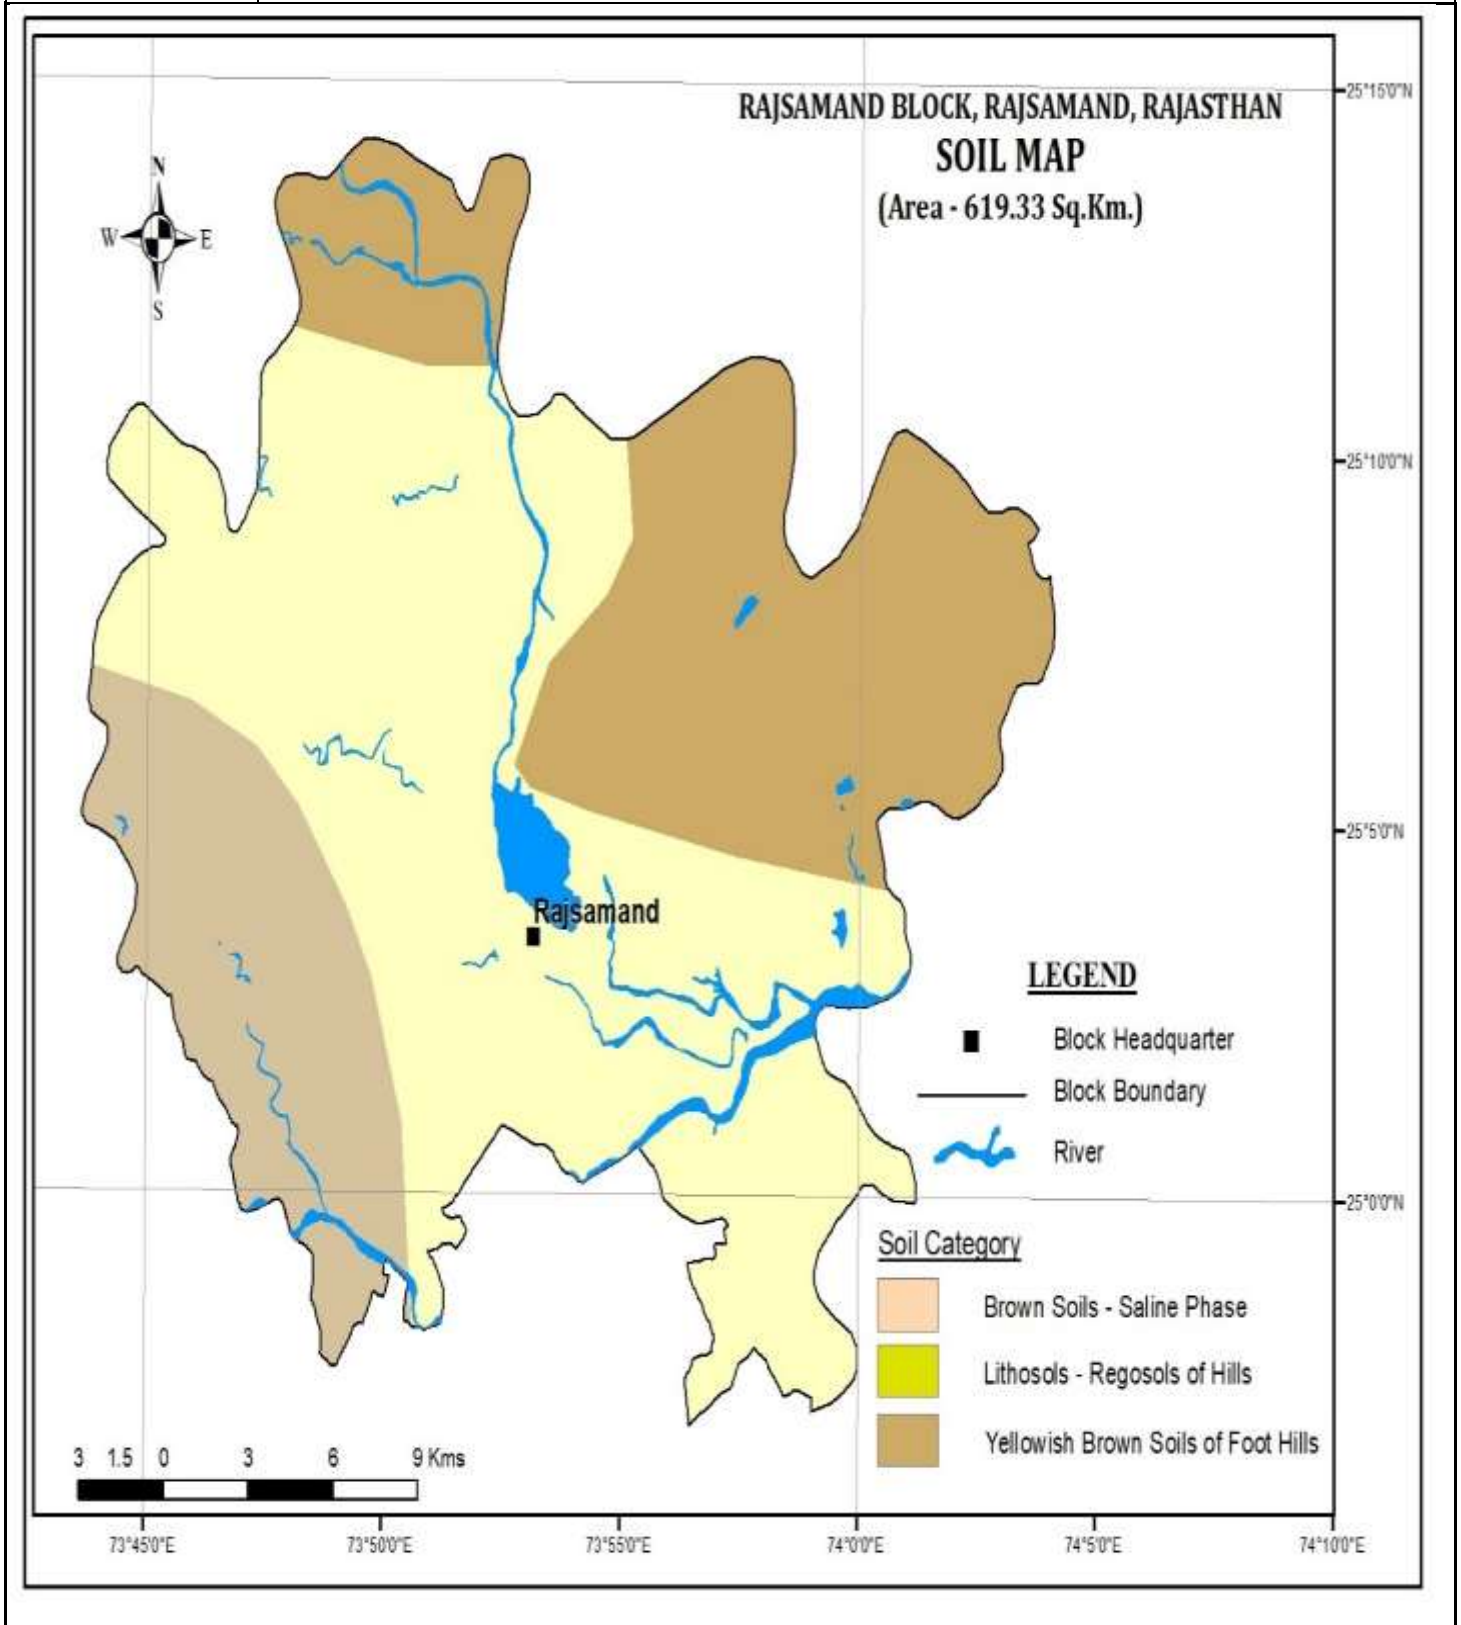 RAJSAMAND BLOCK, RAJSAMAND, RAJASTHAN
SOIL MAP
(Area - 619.33 Sq.Km.)
N
W E
S
25°15'0"N
25°10'0"N
25°5'0"N
25°0'0"N
Rajsamand
LEGEND
Block Headquarter
Block Boundary
River
Soil Category
Brown Soils - Saline Phase
Lithosols - Regosols of Hills
Yellowish Brown Soils of Foot Hills
3 1.5 0 3 6 9 Kms
73°45'0"E 73°50'0"E 73°55'0"E 74°0'0"E 74°5'0"E 74°10'0"E